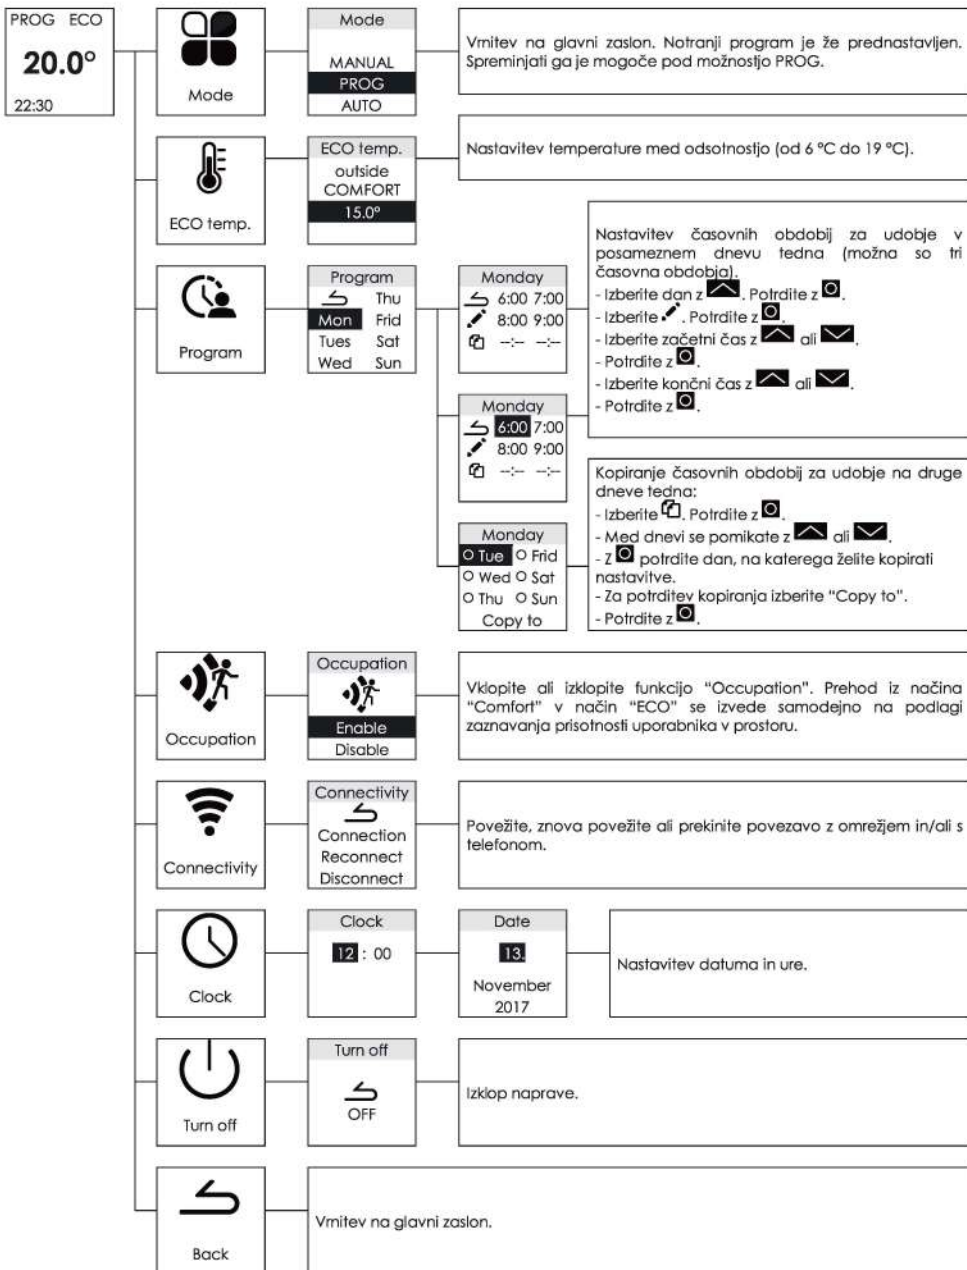 PROG ECO
20.0°
22:30
Mode
Mode
MANUAL
PROG
AUTO
Vrnitev na glavni zaslon. Notranji program je že prednastavljen.
Spreminjati ga je mogoče pod možnostjo PROG.
ECO temp.
ECO temp.
outside
COMFORT
15.0°
Nastavitev temperature med odsotnostjo (od 6 °C do 19 °C).
Program
Program
Thu
Mon Frid
Tues Sat
Wed Sun
Monday
6:00 7:00
8:00 9:00
--:-- --:--
Nastavitev časovnih obdobij za udobje v
posameznem dnevu tedna (možna so tri
časovna obdobja).
- Izberite dan z . Potrdite z .
- Izberite . Potrdite z .
- Izberite začetni čas z ali .
- Potrdite z .
- Izberite končni čas z ali .
- Potrdite z .
Monday
6:00 7:00
8:00 9:00
--:-- --:--
Monday
Tue Frid
Wed Sat
Thu Sun
Copy to
Kopiranje časovnih obdobij za udobje na druge
dneve tedna:
- Izberite . Potrdite z .
- Med dnevi se pomikate z ali .
- Z potrdite dan, na katerega želite kopirati
nastavitve.
- Za potrditev kopiranja izberite “Copy to”.
- Potrdite z .
Occupation
Occupation
Enable
Disable
Vklopite ali izklopite funkcijo “Occupation”. Prehod iz načina
“Comfort” v način “ECO” se izvede samodejno na podlagi
zaznavanja prisotnosti uporabnika v prostoru.
Connectivity
Connectivity
Connection
Reconnect
Disconnect
Povežite, znova povežite ali prekinite povezavo z omrežjem in/ali s
telefonom.
Clock
Clock
12 : 00
Date
13.
November
2017
Nastavitev datuma in ure.
Turn off
Turn off
OFF
Izklop naprave.
Back
Vrnitev na glavni zaslon.